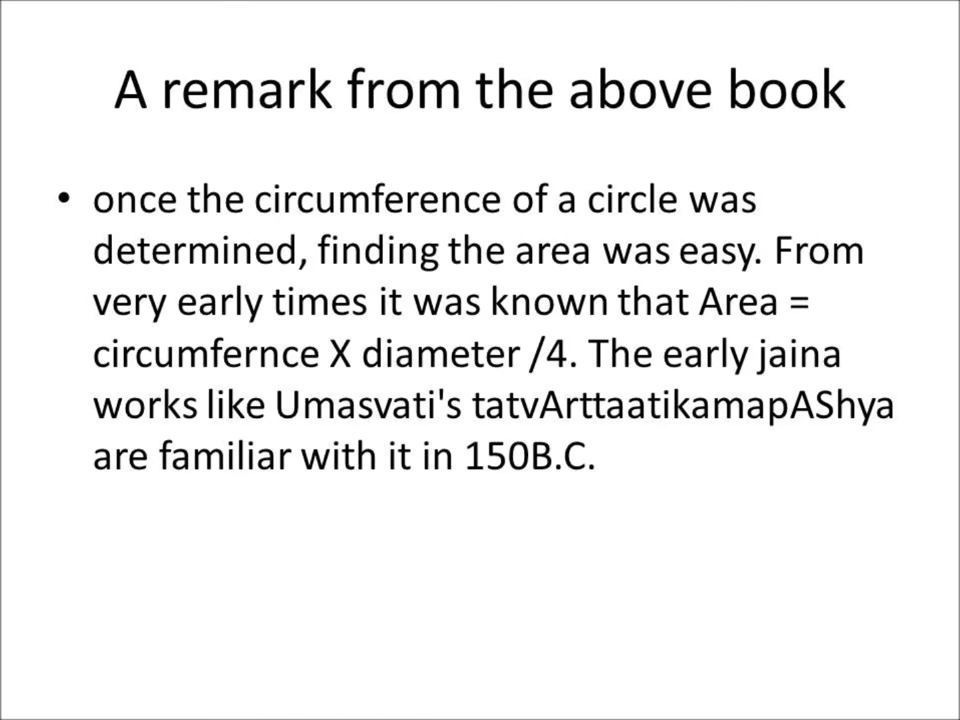 A remark from the above book
• once the circumference of a circle was
determined, finding the area was easy. From
very early times it was known that Area =
circumfernce X diameter /4. The early jaina
works like Umasvati's tatvArttaatikamapAShya
are familiar with it in 150B.C.